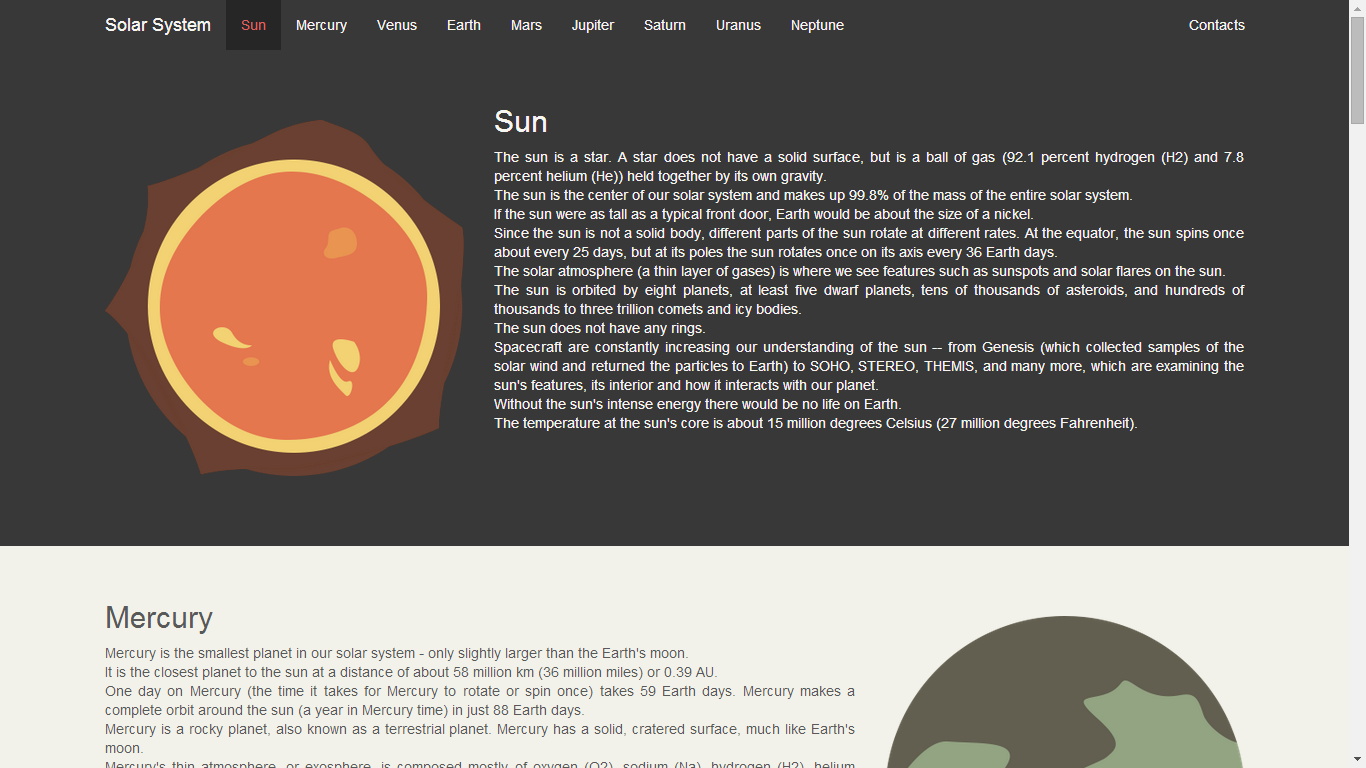 Solar System Sun Mercury Venus Earth Mars Jupiter Saturn Uranus Neptune Contacts
Sun
The sun is a star. A star does not have a solid surface, but is a ball of gas (92.1 percent hydrogen (H2) and 7.8
percent helium (He)) held together by its own gravity.
The sun is the center of our solar system and makes up 99.8% of the mass of the entire solar system.
If the sun were as tall as a typical front door, Earth would be about the size of a nickel.
Since the sun is not a solid body, different parts of the sun rotate at different rates. At the equator, the sun spins once
about every 25 days, but at its poles the sun rotates once on its axis every 36 Earth days.
The solar atmosphere (a thin layer of gases) is where we see features such as sunspots and solar flares on the sun.
The sun is orbited by eight planets, at least five dwarf planets, tens of thousands of asteroids, and hundreds of
thousands to three trillion comets and icy bodies.
The sun does not have any rings.
Spacecraft are constantly increasing our understanding of the sun -- from Genesis (which collected samples of the
solar wind and returned the particles to Earth) to SOHO, STEREO, THEMIS, and many more, which are examining the
sun's features, its interior and how it interacts with our planet.
Without the sun's intense energy there would be no life on Earth.
The temperature at the sun's core is about 15 million degrees Celsius (27 million degrees Fahrenheit).
Mercury
Mercury is the smallest planet in our solar system - only slightly larger than the Earth's moon.
It is the closest planet to the sun at a distance of about 58 million km (36 million miles) or 0.39 AU.
One day on Mercury (the time it takes for Mercury to rotate or spin once) takes 59 Earth days. Mercury makes a
complete orbit around the sun (a year in Mercury time) in just 88 Earth days.
Mercury is a rocky planet, also known as a terrestrial planet. Mercury has a solid, cratered surface, much like Earth's
moon.
Mercury's thin atmosphere, or exosphere, is composed mostly of oxygen (O2), sodium (Na), hydrogen (H2), helium